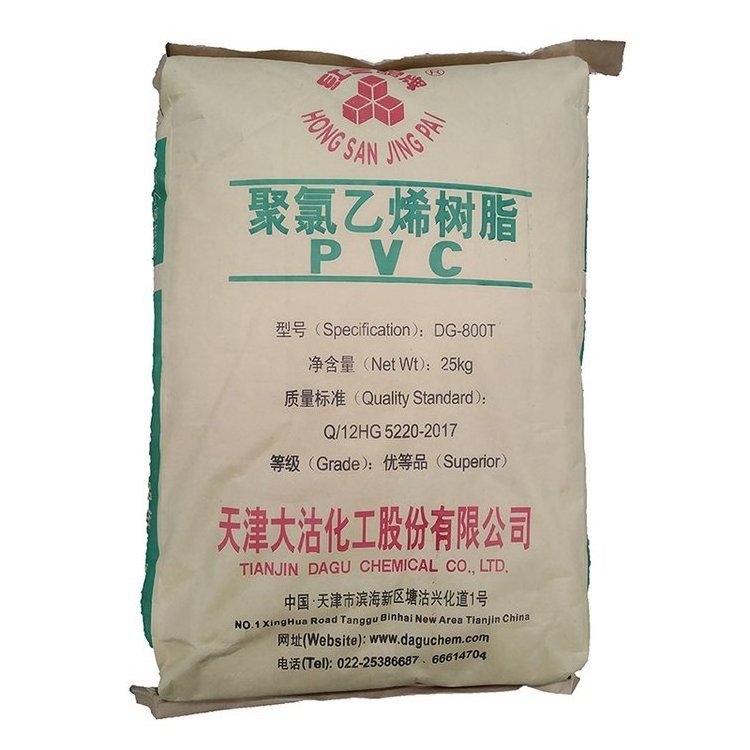 ®
HONG SAN JING PAI
聚氯乙烯树脂
PVC
型号（Specification）：DG-800T
净含量（Net Wt）：25kg
质量标准（Quality Standard）：
Q/12HG 5220-2017
等级（Grade）：优等品（Superior）
天津大沽化工股份有限公司
TIANJIN DAGU CHEMICAL CO., LTD.
中国·天津市滨海新区塘沽兴化道1号
NO.1 XingHua Road Tanggu Binhai New Area Tianjin China
网址(Website): www.daguchem.com
电话(Tel): 022-25386687、66614704